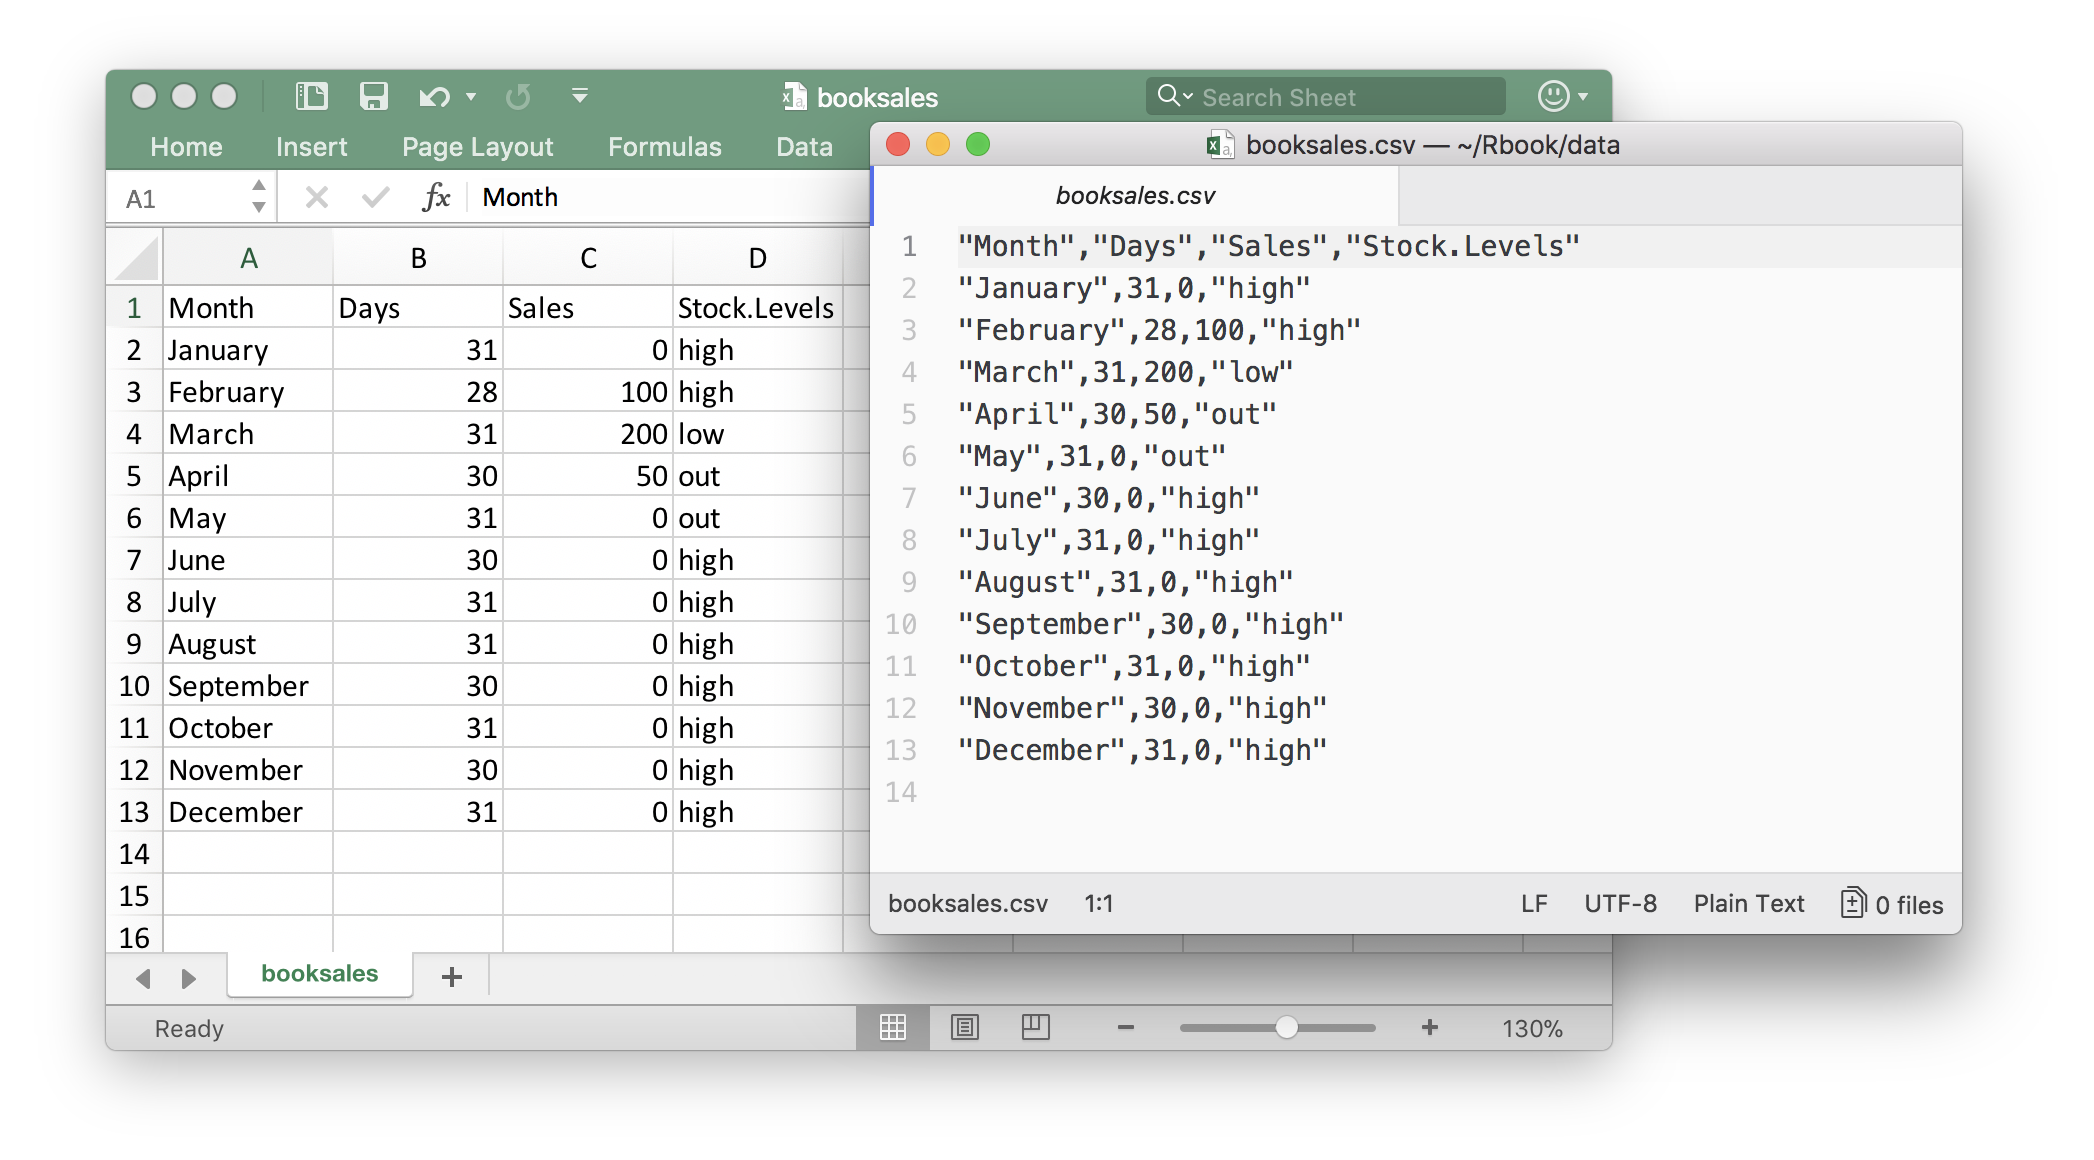 booksales
Search Sheet
Home Insert Page Layout Formulas Data
A1 fx Month
A B C D
1 Month Days Sales Stock.Levels
2 January 31 0 high
3 February 28 100 high
4 March 31 200 low
5 April 30 50 out
6 May 31 0 out
7 June 30 0 high
8 July 31 0 high
9 August 31 0 high
10 September 30 0 high
11 October 31 0 high
12 November 30 0 high
13 December 31 0 high
14
15
16
booksales
Ready 130%
booksales.csv — ~/Rbook/data
booksales.csv
1 "Month","Days","Sales","Stock.Levels"
2 "January",31,0,"high"
3 "February",28,100,"high"
4 "March",31,200,"low"
5 "April",30,50,"out"
6 "May",31,0,"out"
7 "June",30,0,"high"
8 "July",31,0,"high"
9 "August",31,0,"high"
10 "September",30,0,"high"
11 "October",31,0,"high"
12 "November",30,0,"high"
13 "December",31,0,"high"
14
booksales.csv 1:1 LF UTF-8 Plain Text 0 files